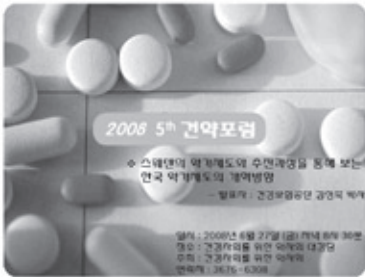 2008 5th 건약포럼
❖ 스웨덴의 약가제도와 추진과정을 통해 보는
한국 약가제도의 개혁방향
- 발표자 : 건강보험공단 박사
일시 : 2008년 6월 27일 (금) 저녁 8시 30분
장소 : 건강사회를 위한 약사회 대강당
주최 : 건강사회를 위한 약사회
연락처 : 3675 - 6308